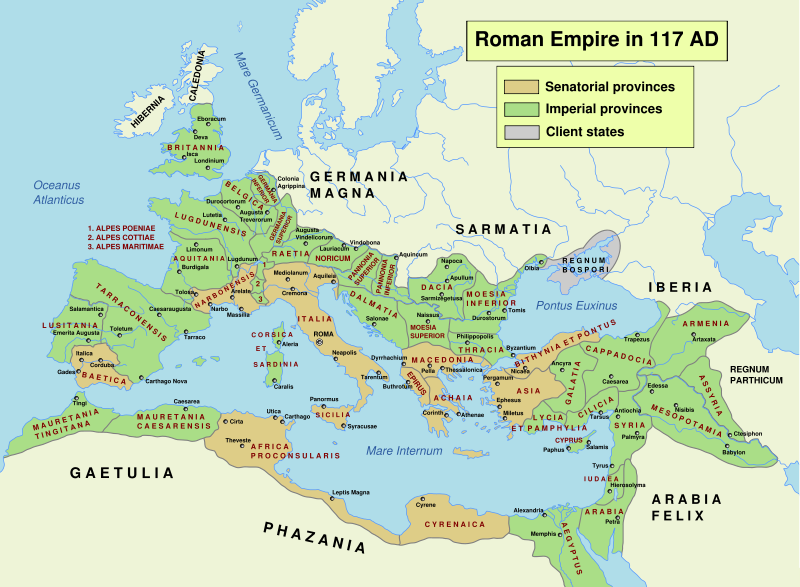 Roman Empire in 117 AD
Senatorial provinces
Imperial provinces
Client states
CALEDONIA
HIBERNIA
Mare Germanicum
Oceanus
Atlanticus
Eboracum
Deva
BRITANNIA
Isca
Londinium
GERMANIA
MAGNA
Colonia
Agrippina
GERMANIA
INFERIOR
BELGICA
Durocortorum
Lutetia
Augusta
Treverorum
LUGDUNENSIS
GERMANIA
SUPERIOR
1. ALPES POENIAE
2. ALPES COTTIAE
3. ALPES MARITIMAE
SARMATIA
Augusta
Vindelicorum
Lauriacum
Vindobona
Aquincum
RAETIA
NORICUM
PANNONIA
SUPERIOR
PANNONIA
INFERIOR
Limonum
AQUITANIA
Lugdunum
Burdigala
Tolosa
NARBONENSIS
Arelate
Narbo
Massilia
1
2
3
Mediolanum
Aquileia
Cremona
Napoca
Apullum
DACIA
Sarmizegetusa
MOESIA
INFERIOR
Tomis
Durostorum
Olbia
REGNUM
BOSPORI
Pontus Euxinus
IBERIA
DALMATIA
Salonae
Naissus
MOESIA
SUPERIOR
Philippopolis
THRACIA
Byzantium
TARRACONENSIS
Salamantica
Caesaraugusta
LUSITANIA
Emerita Augusta
Toletum
Tarraco
Italica
Corduba
Gades
BAETICA
Carthago Nova
CORSICA
ET
SARDINIA
Aleria
Caralis
ITALIA
ROMA
Neapolis
Tarentum
Dyrrhachium
MACEDONIA
Pella
Thessalonica
Buthrotum
EPIRUS
ACHAIA
Corinth
Athenae
BITHYNIA ET PONTUS
Nicaea
Pergamum
ASIA
Ephesus
Miletus
Ancyra
GALATIA
CAPPADOCIA
Caesarea
Trapezus
ARMENIA
Artaxata
REGNUM
PARTHICUM
LYCIA
ET PAMPHYLIA
CILICIA
Tarsus
Antiochia
Edessa
Nisibis
ASSYRIA
MESOPOTAMIA
Ctesiphon
Babylon
SYRIA
Palmyra
CYPRUS
Paphus
Salamis
Tyrus
IUDAEA
Hierosolyma
ARABIA
Petra
ARABIA
FELIX
Tingi
MAURETANIA
TINGITANA
Caesarea
MAURETANIA
CAESARENSIS
Cirta
Utica
Carthago
Theveste
AFRICA
PROCONSULARIS
Panormus
SICILIA
Syracusae
Mare Internum
GAETULIA
Leptis Magna
PHAZANIA
Cyrene
CYRENAICA
Alexandria
Memphis
AEGYPTUS